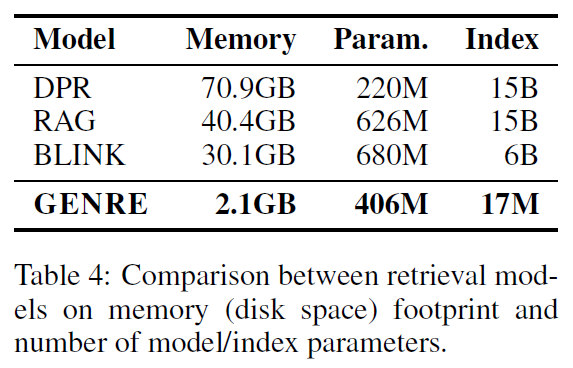 Model Memory Param. Index
DPR 70.9GB 220M 15B
RAG 40.4GB 626M 15B
BLINK 30.1GB 680M 6B
GENRE 2.1GB 406M 17M
Table 4: Comparison between retrieval mod-
els on memory (disk space) footprint and
number of model/index parameters.